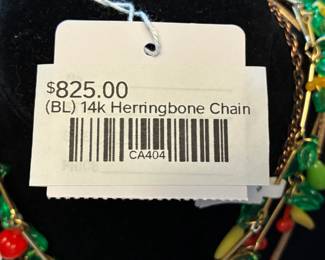 $825.00
(BL) 14k Herringbone Chain
CA404